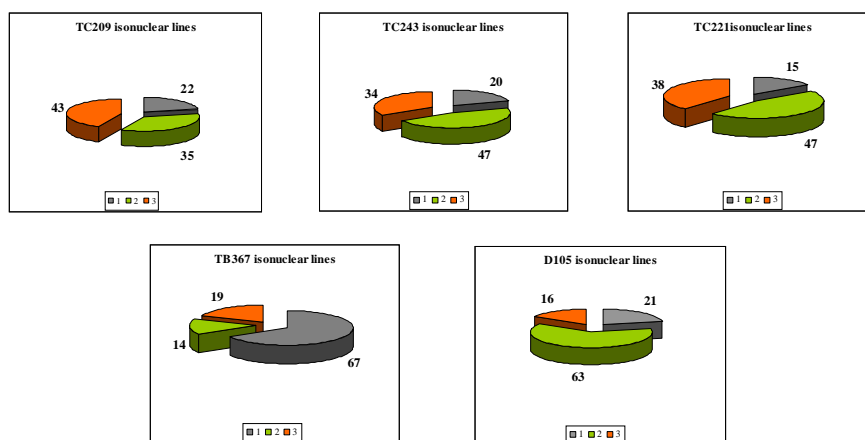 TC209 isonuclear lines
43
22
35
1 2 3
TC243 isonuclear lines
34
20
47
1 2 3
TC221isonuclear lines
38
15
47
1 2 3
TB367 isonuclear lines
19
14
67
1 2 3
D105 isonuclear lines
16
21
63
1 2 3